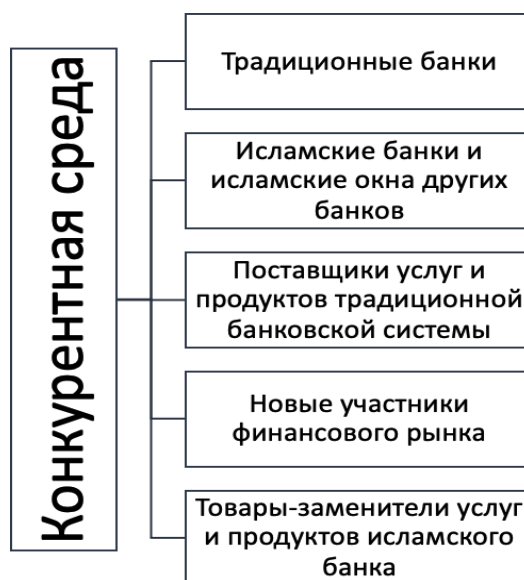 Конкурентная среда
Традиционные банки
Исламские банки и
исламские окна других
банков
Поставщики услуг и
продуктов традиционной
банковской системы
Новые участники
финансового рынка
Товары-заменители услуг
и продуктов исламского
банка